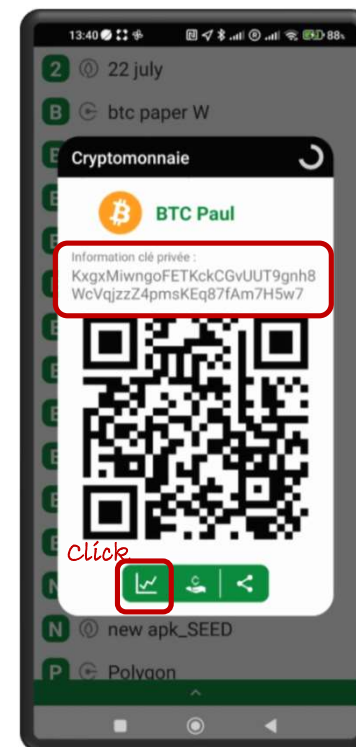 13:40 88%
2 22 july
B btc paper W
Cryptomonnaie
BTC Paul
Information clé privée :
KxgxMiwngoFETKckCGvUUT9gnh8
WcVqjzzZ4pmsKEq87fAm7H5w7
Click
N new apk_SEED
P Polygon